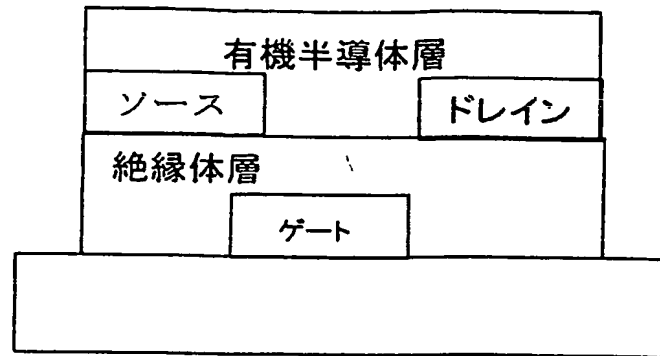 有機半導体層
ソース
ドレイン
絶縁体層
ゲート